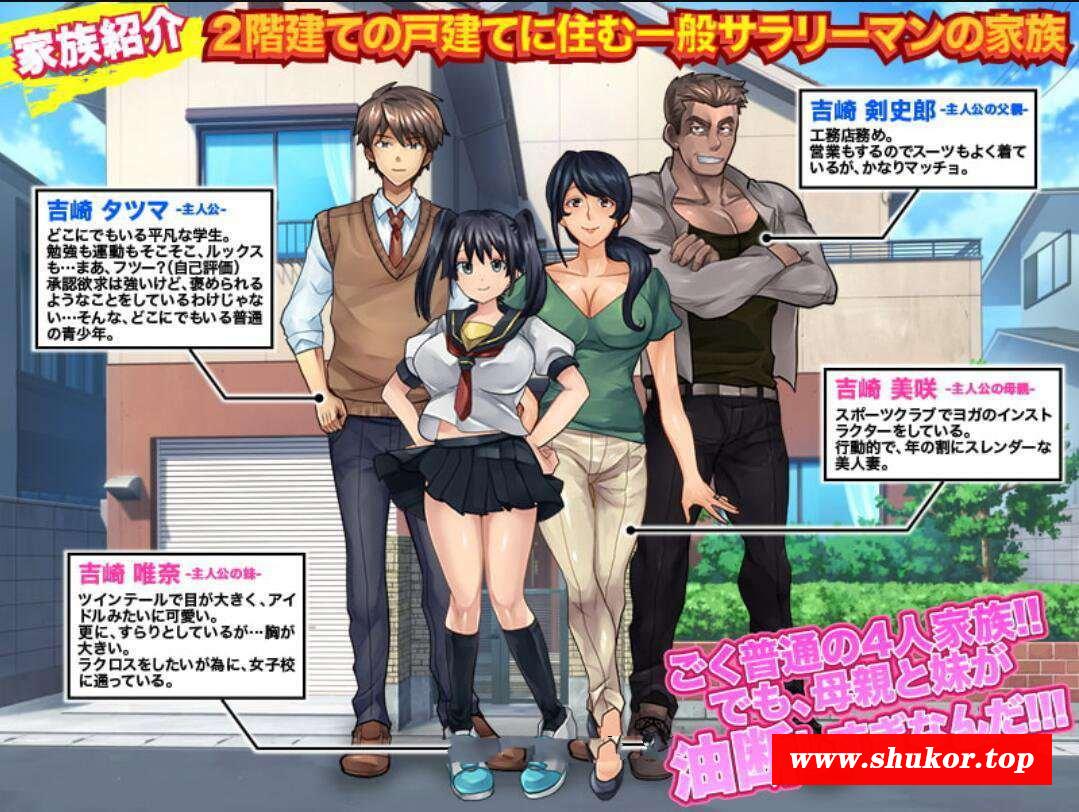 家族紹介
2階建ての戸建てに住む一般サラリーマンの家族
吉崎 剣史郎 -主人公の父親-
工務店務め。
営業もするのでスーツもよく着て
いるが、かなりマッチョ。
吉崎 タツマ -主人公-
どこにでもいる平凡な学生。
勉強も運動もそこそこ、ルックス
も…まあ、フツー?(自己評価)
承認欲求は強いけど、褒められる
ようなことをしているわけじゃな
い…そんな、どこにでもいる普通
の青少年。
吉崎 美咲 -主人公の母親-
スポーツクラブでヨガのインスト
ラクターをしている。
行動的で、年の割にスレンダーな
美人妻。
吉崎 唯奈 -主人公の妹-
ツインテールで目が大きく、アイ
ドルみたいに可愛い。
更に、すらりとしているが…胸が
大きい。
ラクロスをしたいが為に、女子校
に通っている。
ごく普通の4人家族!!
でも、母親と妹が
油断 すぎなんだ!!!
www.shukor.top